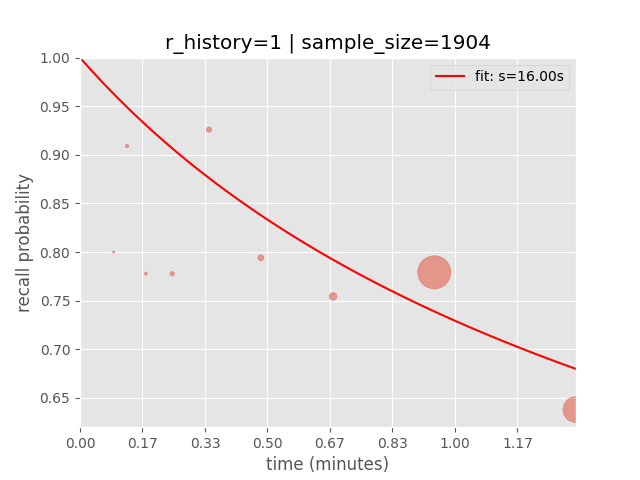 r_history=1 | sample_size=1904
fit: s=16.00s
1.00
0.95
0.90
0.85
0.80
0.75
0.70
0.65
recall probability
0.00 0.17 0.33 0.50 0.67 0.83 1.00 1.17
time (minutes)